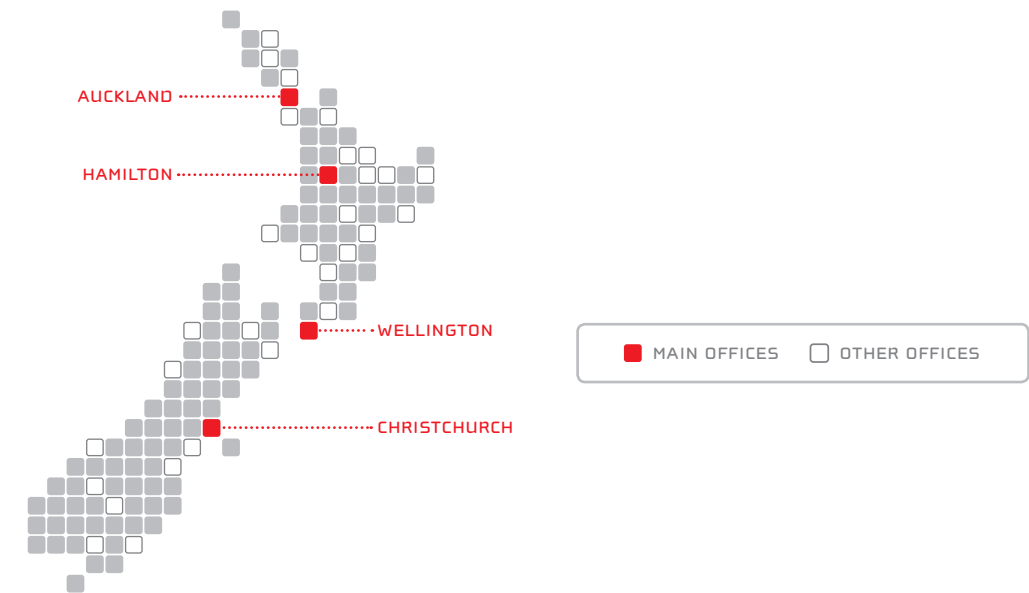 AUCKLAND
HAMILTON
WELLINGTON
MAIN OFFICES
OTHER OFFICES
CHRISTCHURCH